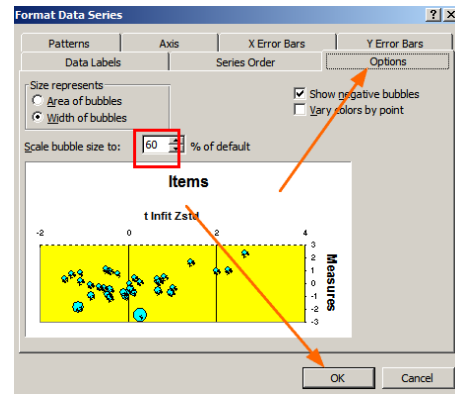 Format Data Series
Patterns Axis X Error Bars Y Error Bars
Data Labels Series Order Options
Size represents
Area of bubbles
Width of bubbles
Show negative bubbles
Vary colors by point
Scale bubble size to: 60 % of default
Items
t Infit Zstd
-2 0 2 4
3
2
1
0
-1
-2
-3
Measures
OK Cancel